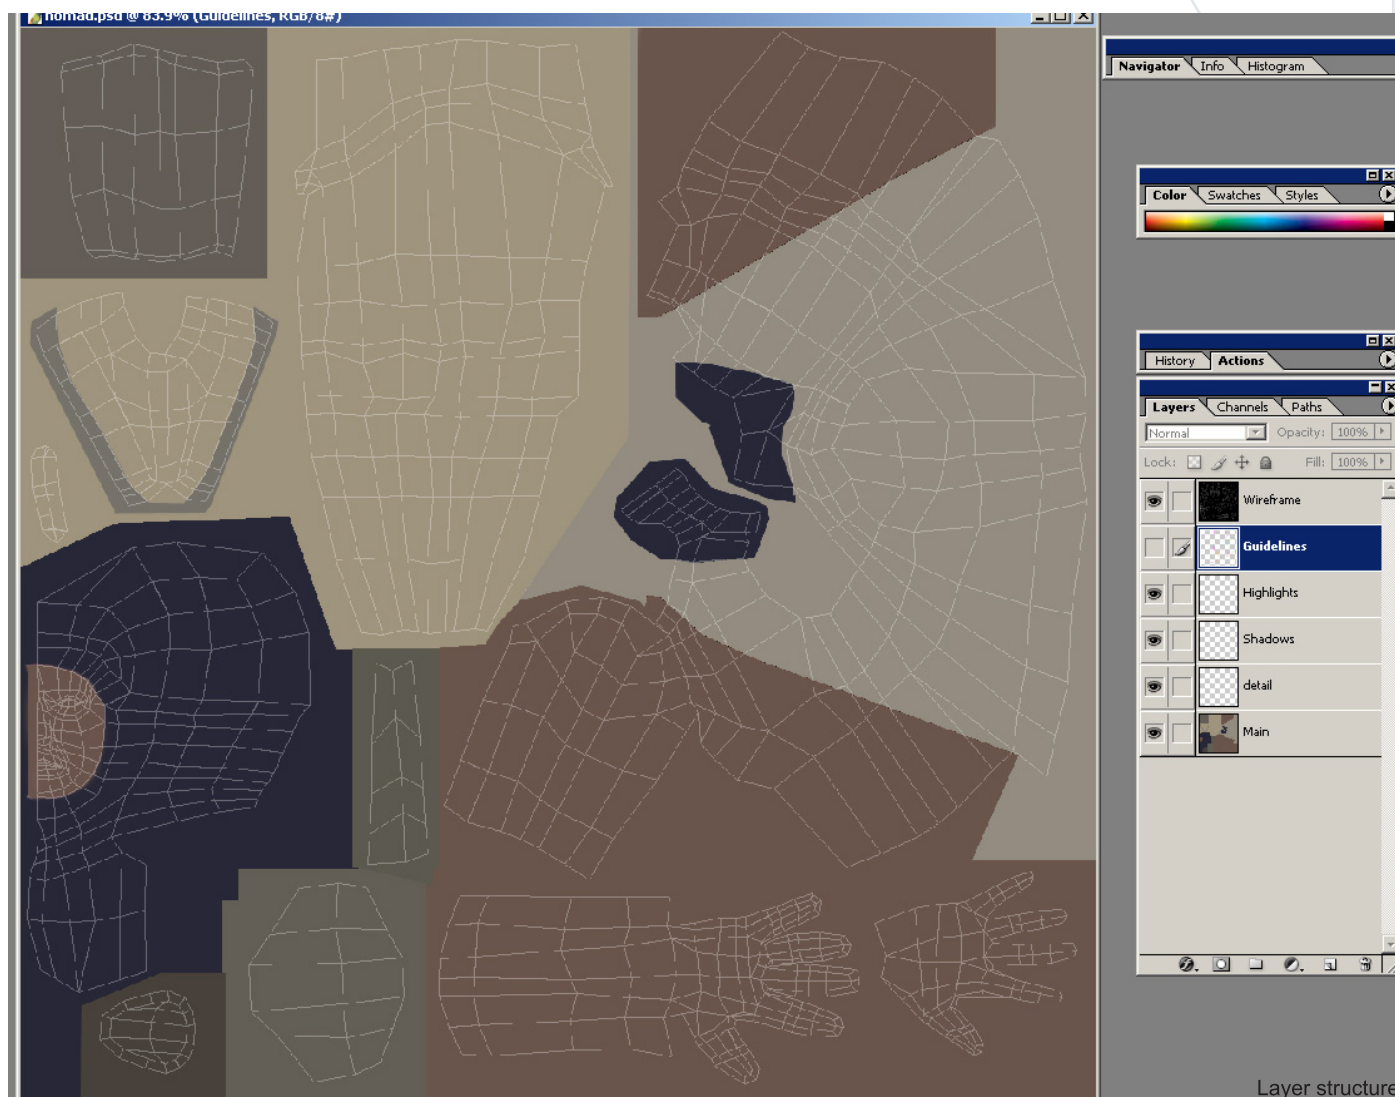 nomad.psd @ 83.9% (Guidelines, RGB/8#)
Navigator Info Histogram
Color Swatches Styles
History Actions
Layers Channels Paths
Normal Opacity: 100%
Lock: Fill: 100%
Wireframe
Guidelines
Highlights
Shadows
detail
Main
Layer structure